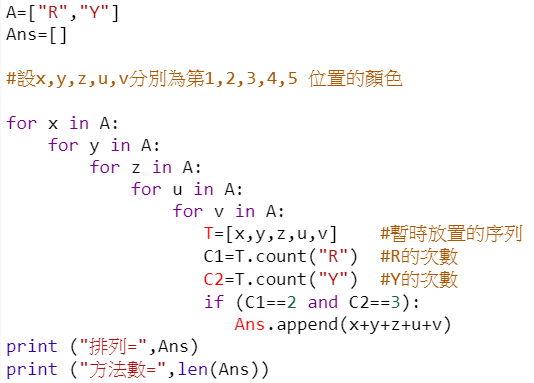 A=["R","Y"]
Ans=[]
#設x,y,z,u,v分別為第1,2,3,4,5 位置的顏色
for x in A:
    for y in A:
        for z in A:
            for u in A:
                for v in A:
                   T=[x,y,z,u,v]    #暫時放置的序列
                   C1=T.count("R")  #R的次數
                   C2=T.count("Y")  #Y的次數
                   if (C1==2 and C2==3):
                      Ans.append(x+y+z+u+v)
print ("排列=",Ans)
print ("方法數=",len(Ans))